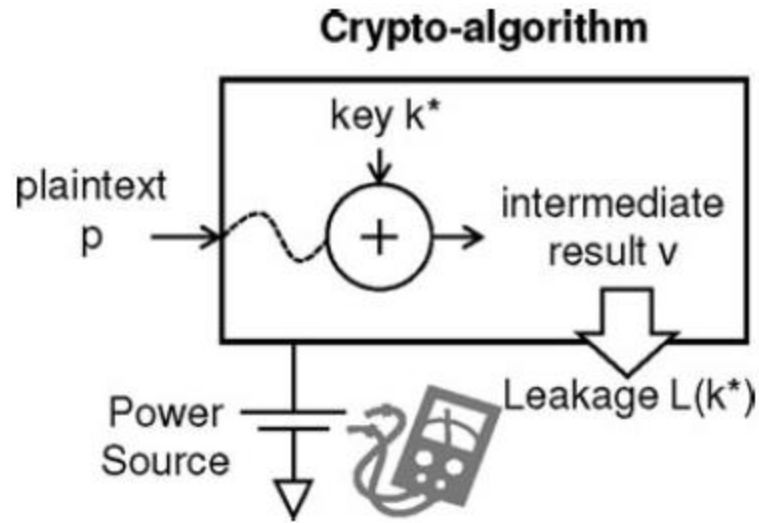 Crypto-algorithm
key k*
plaintext
p
+
intermediate
result v
Leakage L(k*)
Power
Source